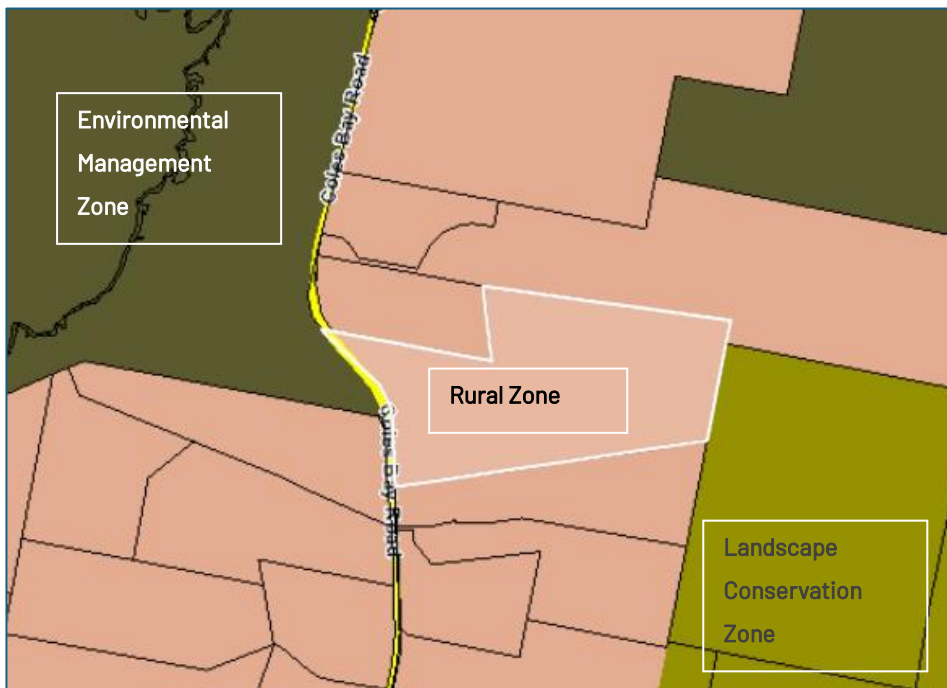 Coles Bay Road
Environmental
Management
Zone
Rural Zone
Coles Bay Road
Landscape
Conservation
Zone